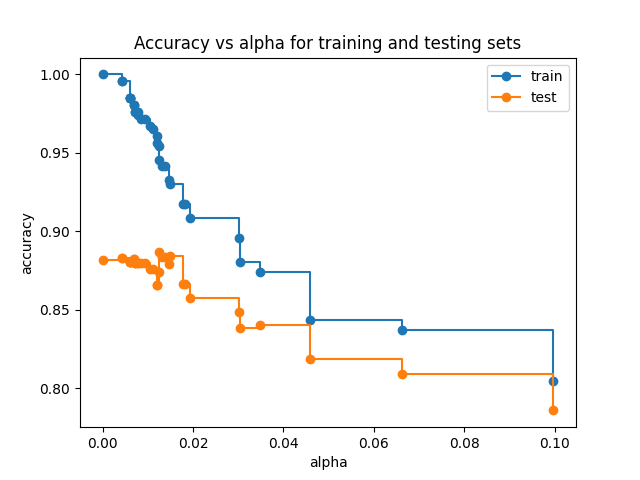 Accuracy vs alpha for training and testing sets
train
test
accuracy
1.00
0.95
0.90
0.85
0.80
0.00 0.02 0.04 0.06 0.08 0.10
alpha